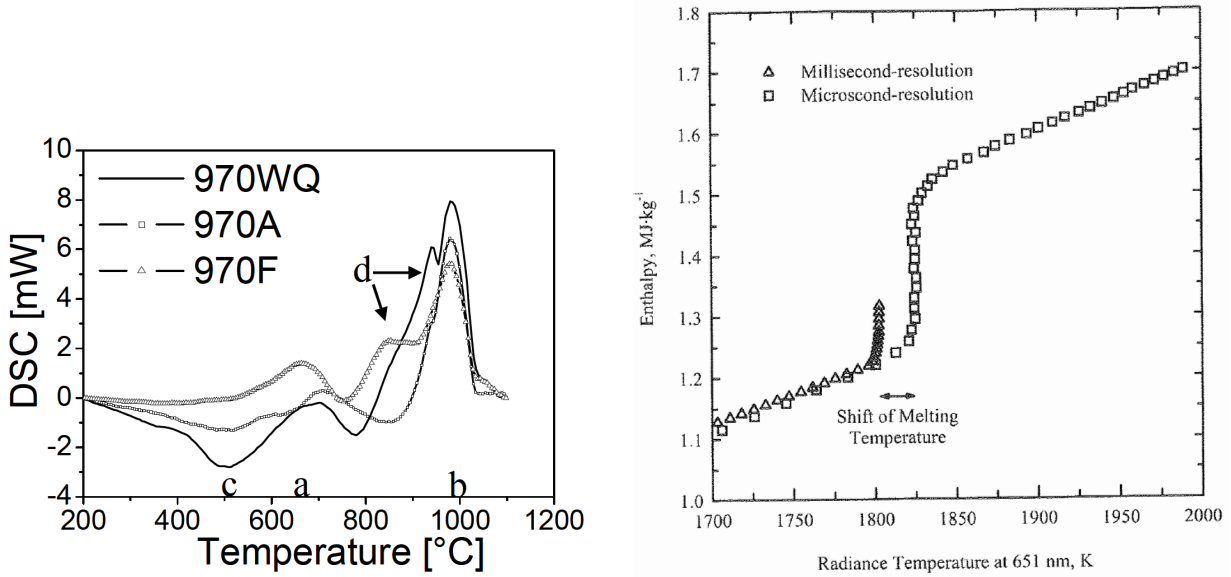 10
8
6
4
2
0
-2
-4
DSC [mW]
970WQ
970A
970F
d
c
a
b
200
400
600
800
1000
1200
Temperature [°C]
1.8
1.7
1.6
1.5
1.4
1.3
1.2
1.1
1.0
Enthalpy, MJ·kg⁻¹
Millisecond-resolution
Microscond-resolution
Shift of Melting
Temperature
1700
1750
1800
1850
1900
1950
2000
Radiance Temperature at 651 nm, K